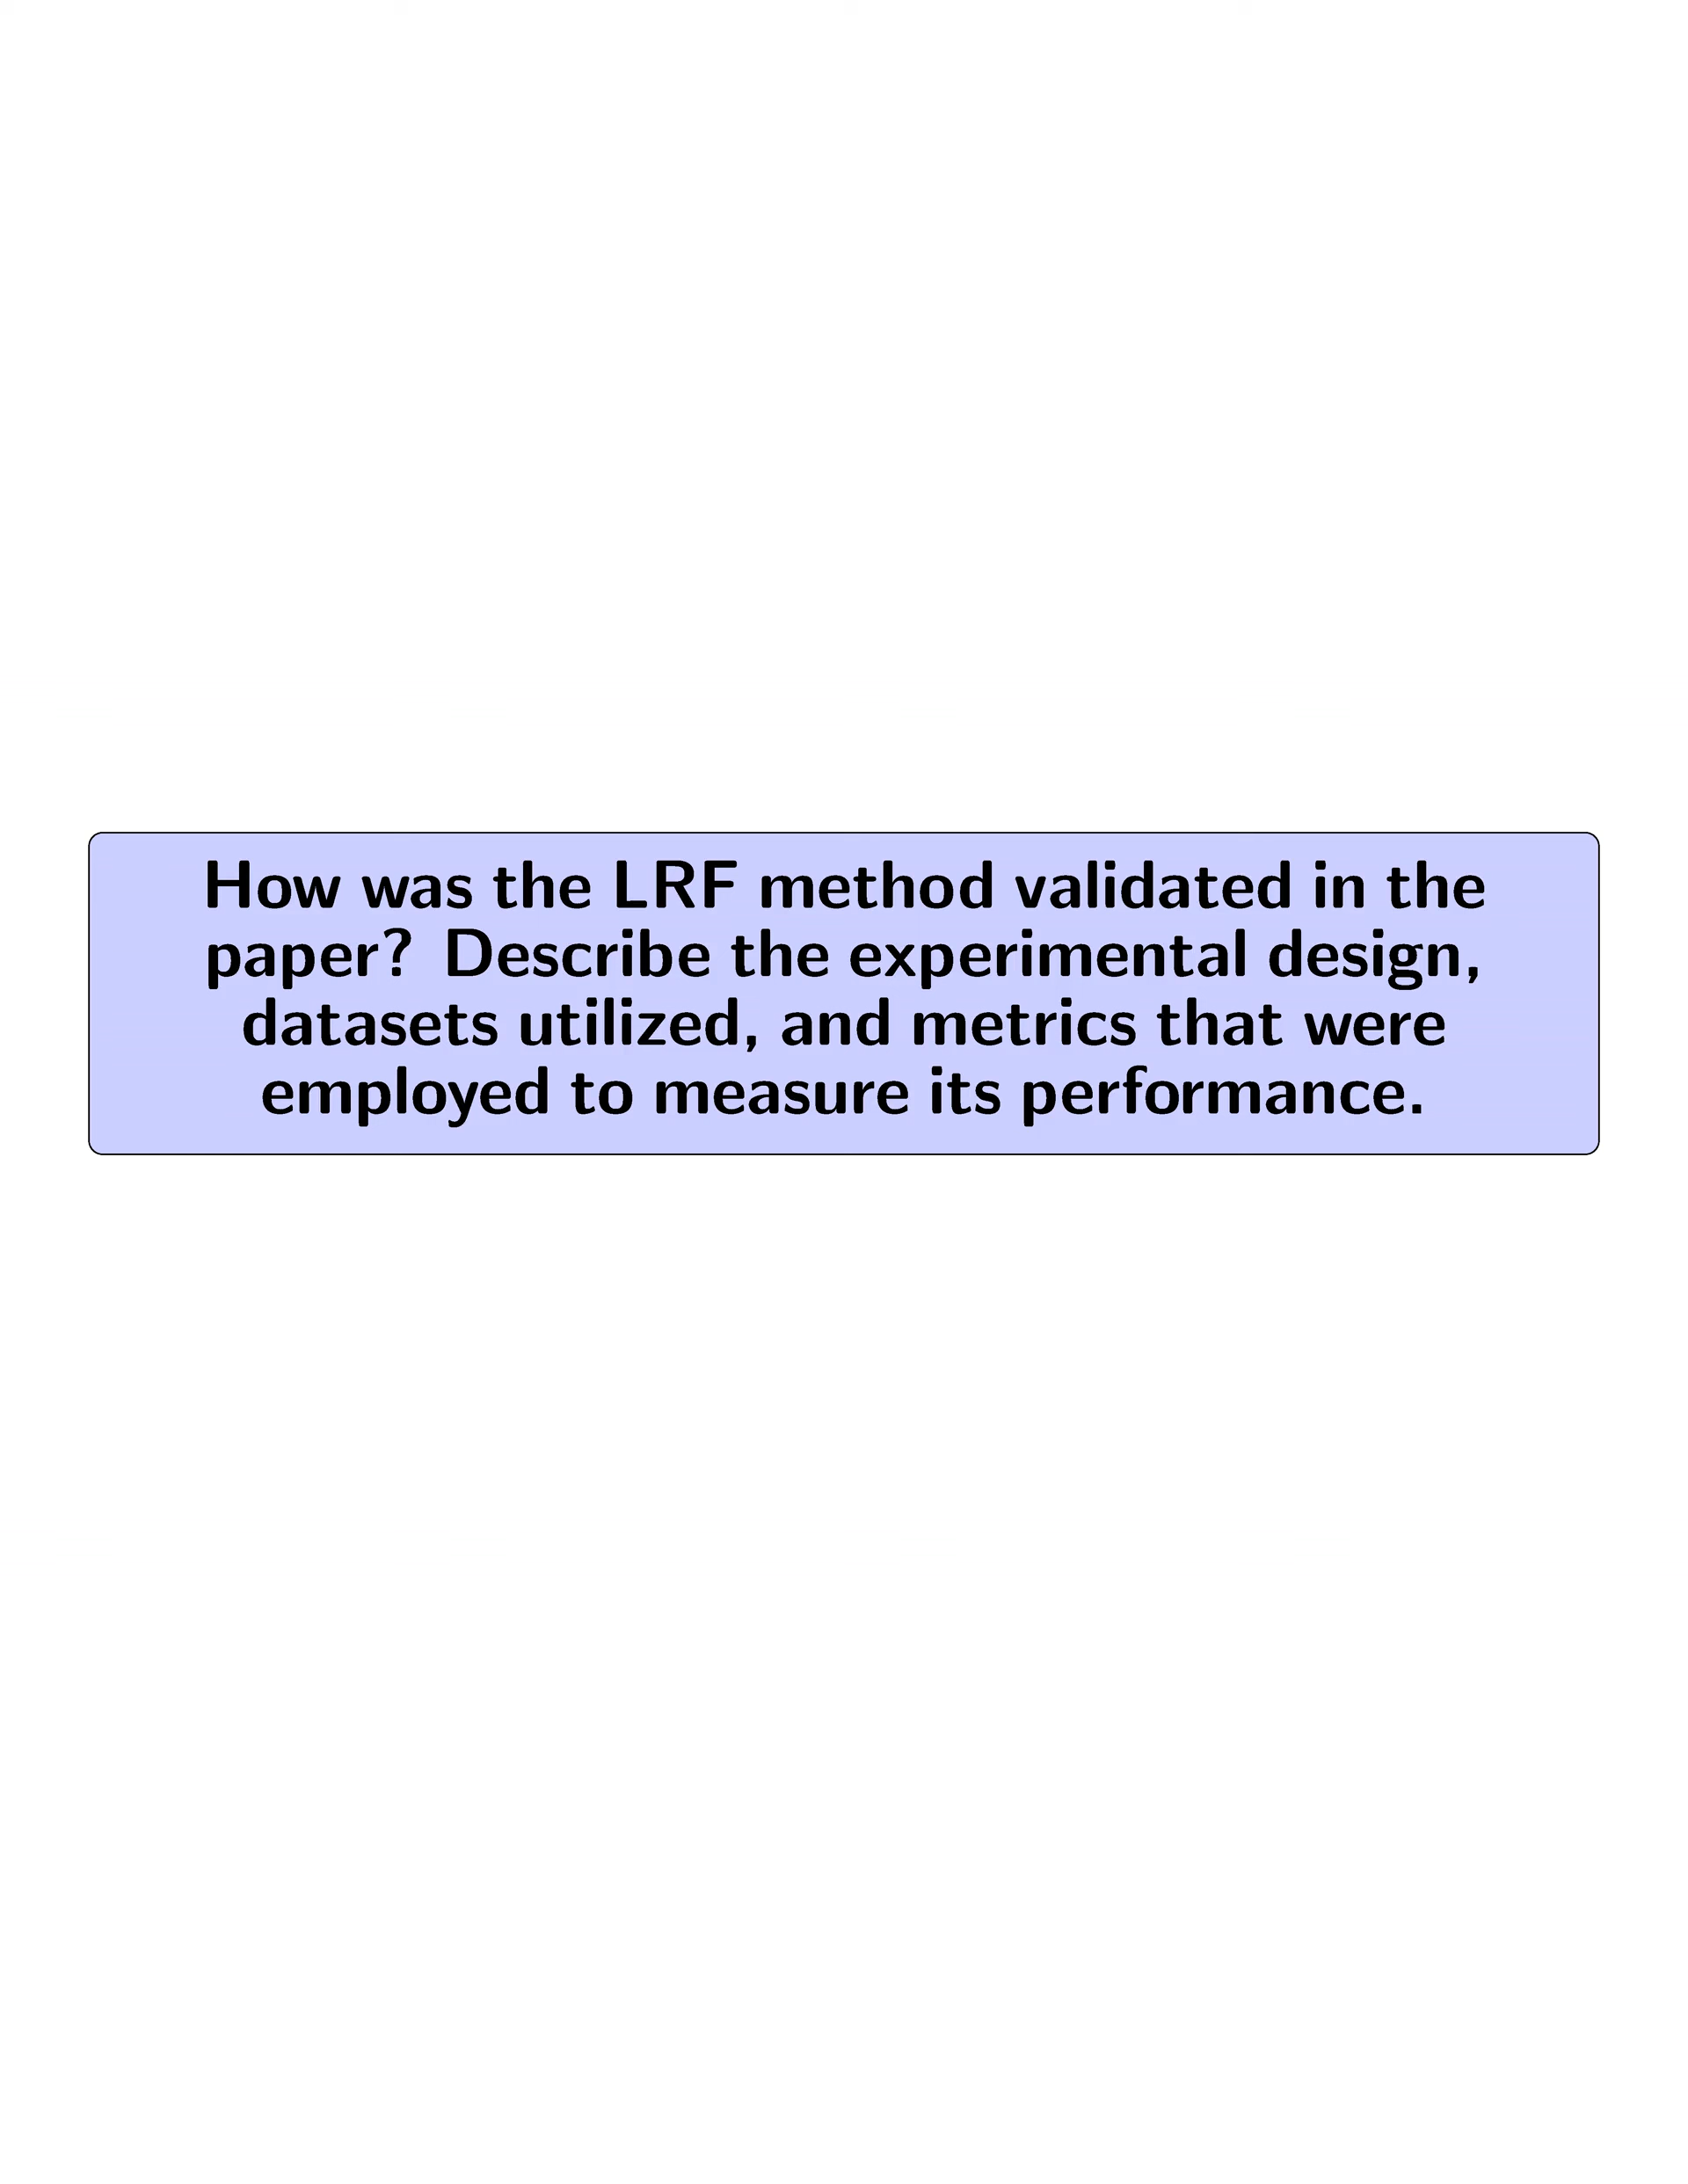 How was the LRF method validated in the
paper? Describe the experimental design,
datasets utilized, and metrics that were
employed to measure its performance.